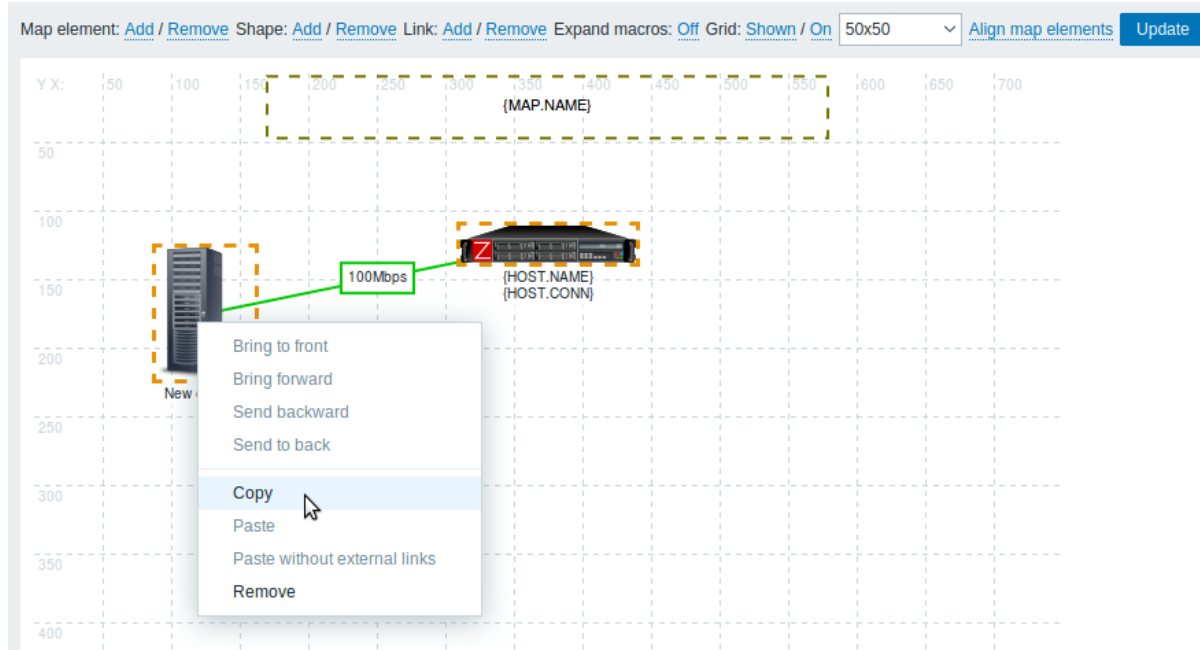 Map element: Add / Remove Shape: Add / Remove Link: Add / Remove Expand macros: Off Grid: Shown / On 50x50 Align map elements Update
Y X: 50 100 150 200 250 300 350 400 450 500 550 600 650 700
{MAP.NAME}
50
100
Z
100Mbps
{HOST.NAME}
150
{HOST.CONN}
Bring to front
200
Bring forward
New
Send backward
250
Send to back
Copy
300
Paste
Paste without external links
350
Remove
400